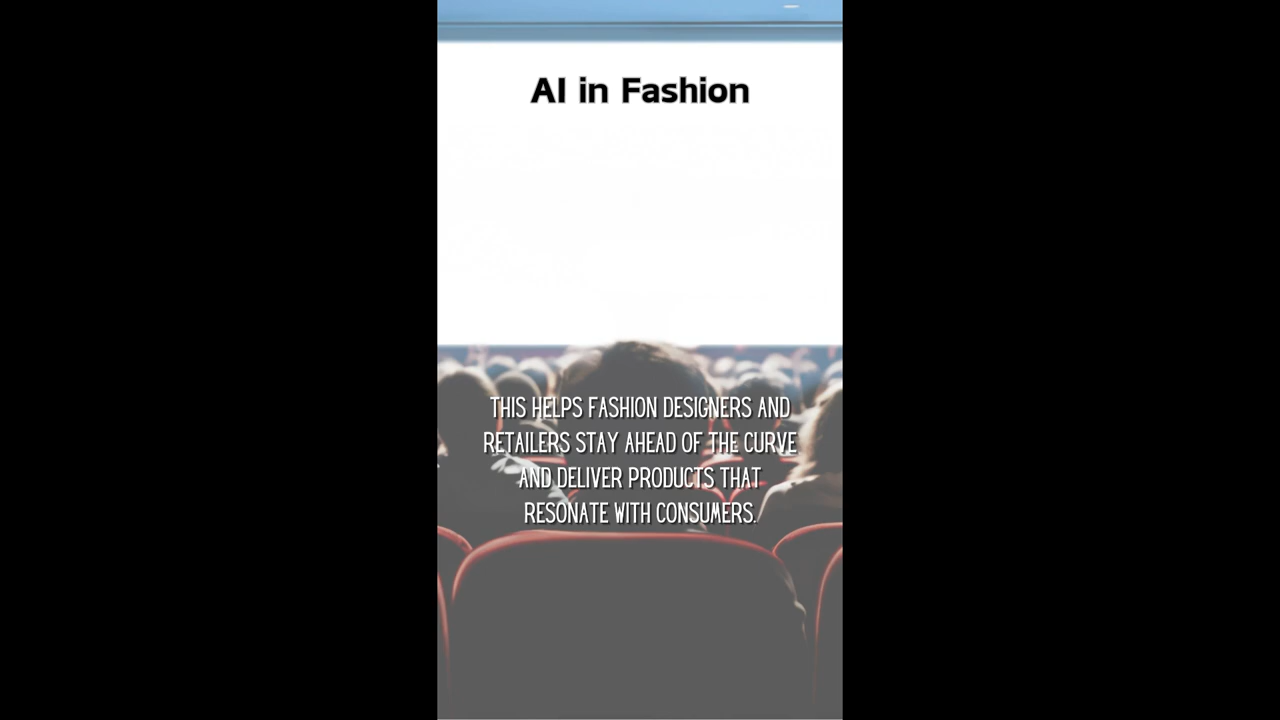 AI in Fashion
THIS HELPS FASHION DESIGNERS AND
RETAILERS STAY AHEAD OF THE CURVE
AND DELIVER PRODUCTS THAT
RESONATE WITH CONSUMERS.